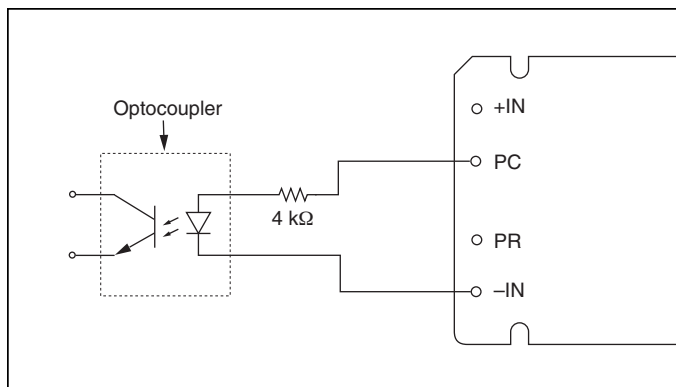 Optocoupler
4 kΩ
+IN
PC
PR
–IN